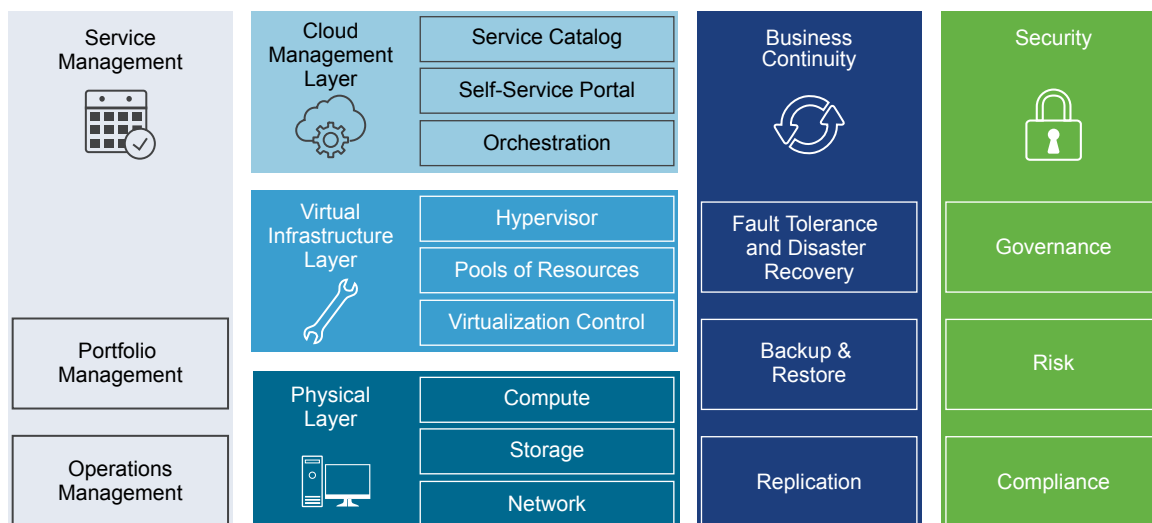 Service
Management
Portfolio
Management
Operations
Management
Cloud
Management
Layer
Service Catalog
Self-Service Portal
Orchestration
Virtual
Infrastructure
Layer
Hypervisor
Pools of Resources
Virtualization Control
Physical
Layer
Compute
Storage
Network
Business
Continuity
Fault Tolerance
and Disaster
Recovery
Backup &
Restore
Replication
Security
Governance
Risk
Compliance